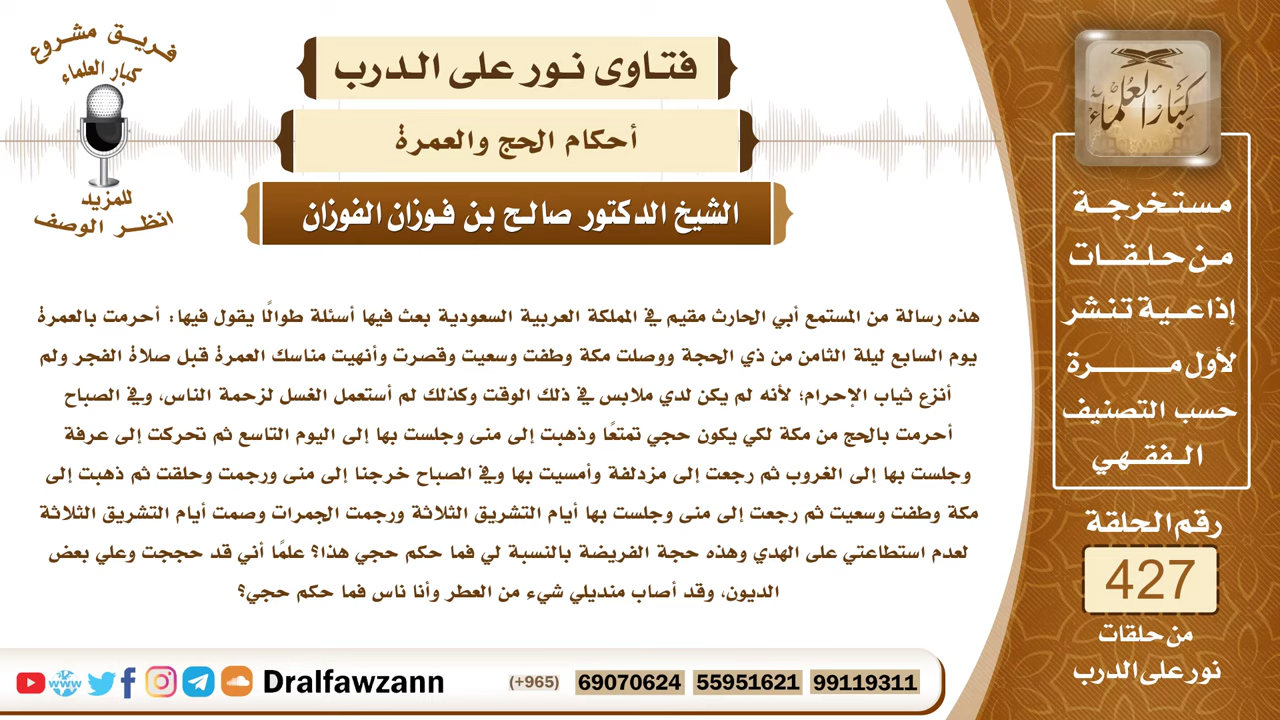 فريق مشروع
كبار العلماء
للمزيد
انظر الوصف
فتاوى نور على الدرب
أحكام الحج والعمرة
الشيخ الدكتور صالح بن فوزان الفوزان
هذه رسالة من المستمع أبي الحارث مقيم في المملكة العربية السعودية بعث فيها أسئلة طوالًا يقول فيها: أحرمت بالعمرة
يوم السابع ليلة الثامن من ذي الحجة ووصلت مكة وطفت وسعيت وقصرت وأنهيت مناسك العمرة قبل صلاة الفجر ولم
أنزع ثياب الإحرام؛ لأنه لم يكن لدي ملابس في ذلك الوقت وكذلك لم أستعمل الغسل لزحمة الناس، وفي الصباح
أحرمت بالحج من مكة لكي يكون حجي تمتعًا وذهبت إلى منى وجلست بها إلى اليوم التاسع ثم تحركت إلى عرفة
وجلست بها إلى الغروب ثم رجعت إلى مزدلفة وأمسيت بها وفي الصباح خرجنا إلى منى ورجمت وحلقت ثم ذهبت إلى
مكة وطفت وسعيت ثم رجعت إلى منى وجلست بها أيام التشريق الثلاثة ورجمت الجمرات وصمت أيام التشريق الثلاثة
لعدم استطاعتي على الهدي وهذه حجة الفريضة بالنسبة لي فما حكم حجي هذا؟ علمًا أني قد حججت وعلي بعض
الديون، وقد أصاب منديلي شيء من العطر وأنا ناس فما حكم حجي؟
كبار العلماء
مستخرجة
من حلقات
إذاعية تنشر
لأول مرة
حسب التصنيف
الفقهي
رقم الحلقة
427
من حلقات
نور على الدرب
WWW
Dralfawzann
(+965) 69070624 55951621 99119311